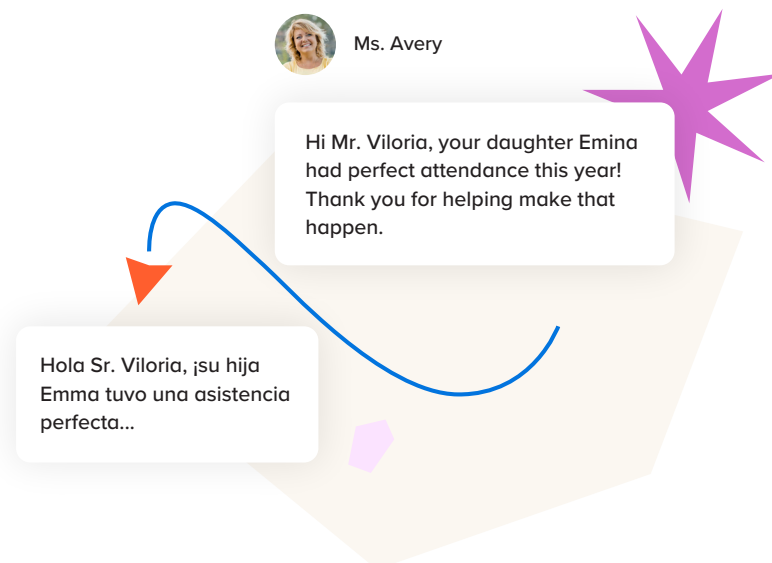 Ms. Avery
Hi Mr. Viloria, your daughter Emina
had perfect attendance this year!
Thank you for helping make that
happen.
Hola Sr. Viloria, ¡su hija
Emma tuvo una asistencia
perfecta...